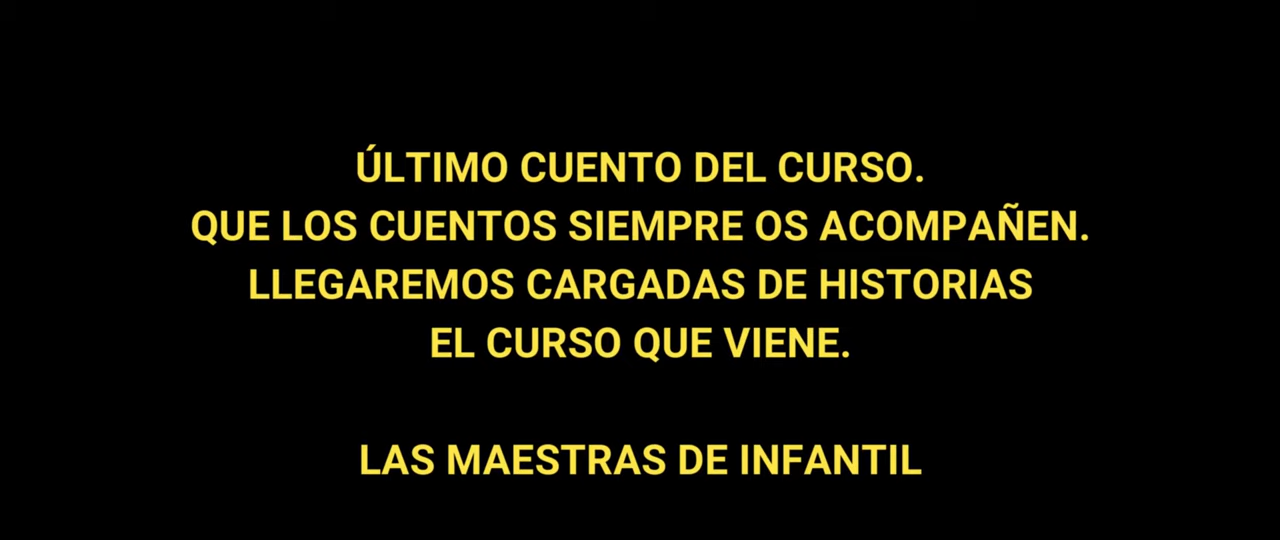 ÚLTIMO CUENTO DEL CURSO.
QUE LOS CUENTOS SIEMPRE OS ACOMPAÑEN.
LLEGAREMOS CARGADAS DE HISTORIAS
EL CURSO QUE VIENE.
LAS MAESTRAS DE INFANTIL